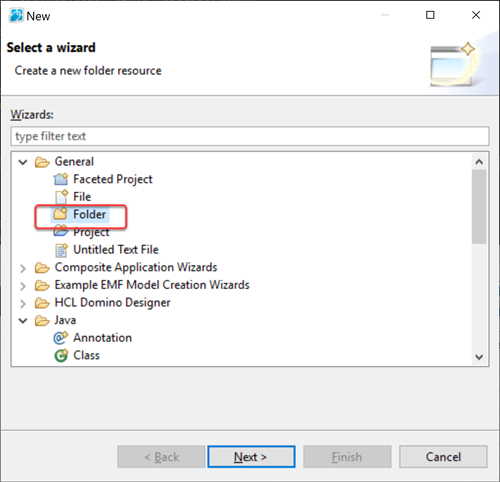 New
Select a wizard
Create a new folder resource
Wizards:
type filter text
General
Faceted Project
File
Folder
Project
Untitled Text File
Composite Application Wizards
Example EMF Model Creation Wizards
HCL Domino Designer
Java
Annotation
Class
< Back
Next >
Finish
Cancel